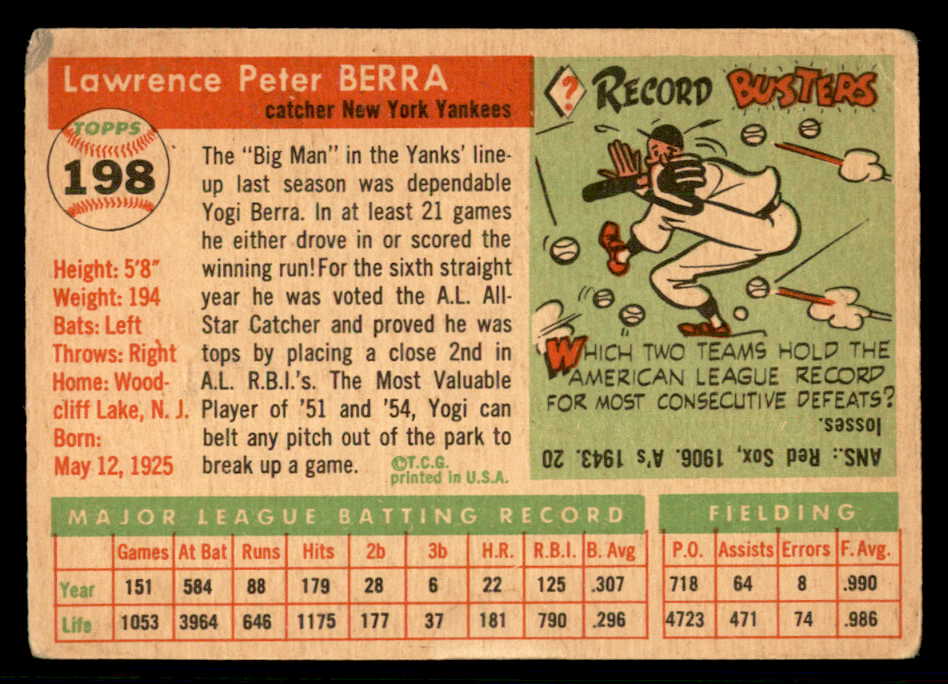 Lawrence Peter BERRA
catcher New York Yankees
TOPPS
198
Height: 5'8"
Weight: 194
Bats: Left
Throws: Right
Home: Wood-
cliff Lake, N. J.
Born:
May 12, 1925
The "Big Man" in the Yanks' line-
up last season was dependable
Yogi Berra. In at least 21 games
he either drove in or scored the
winning run! For the sixth straight
year he was voted the A.L. All-
Star Catcher and proved he was
tops by placing a close 2nd in
A.L. R.B.I.'s. The Most Valuable
Player of '51 and '54, Yogi can
belt any pitch out of the park to
break up a game.
©T.C.G.
printed in U.S.A.
? RECORD BUSTERS
WHICH TWO TEAMS HOLD THE
AMERICAN LEAGUE RECORD
FOR MOST CONSECUTIVE DEFEATS?
ANS.: Red Sox, 1906. A's 1943. 20
losses.
MAJOR LEAGUE BATTING RECORD FIELDING
Games At Bat Runs Hits 2b 3b H.R. R.B.I. B. Avg P.O. Assists Errors F. Avg.
Year 151 584 88 179 28 6 22 125 .307 718 64 8 .990
Life 1053 3964 646 1175 177 37 181 790 .296 4723 471 74 .986